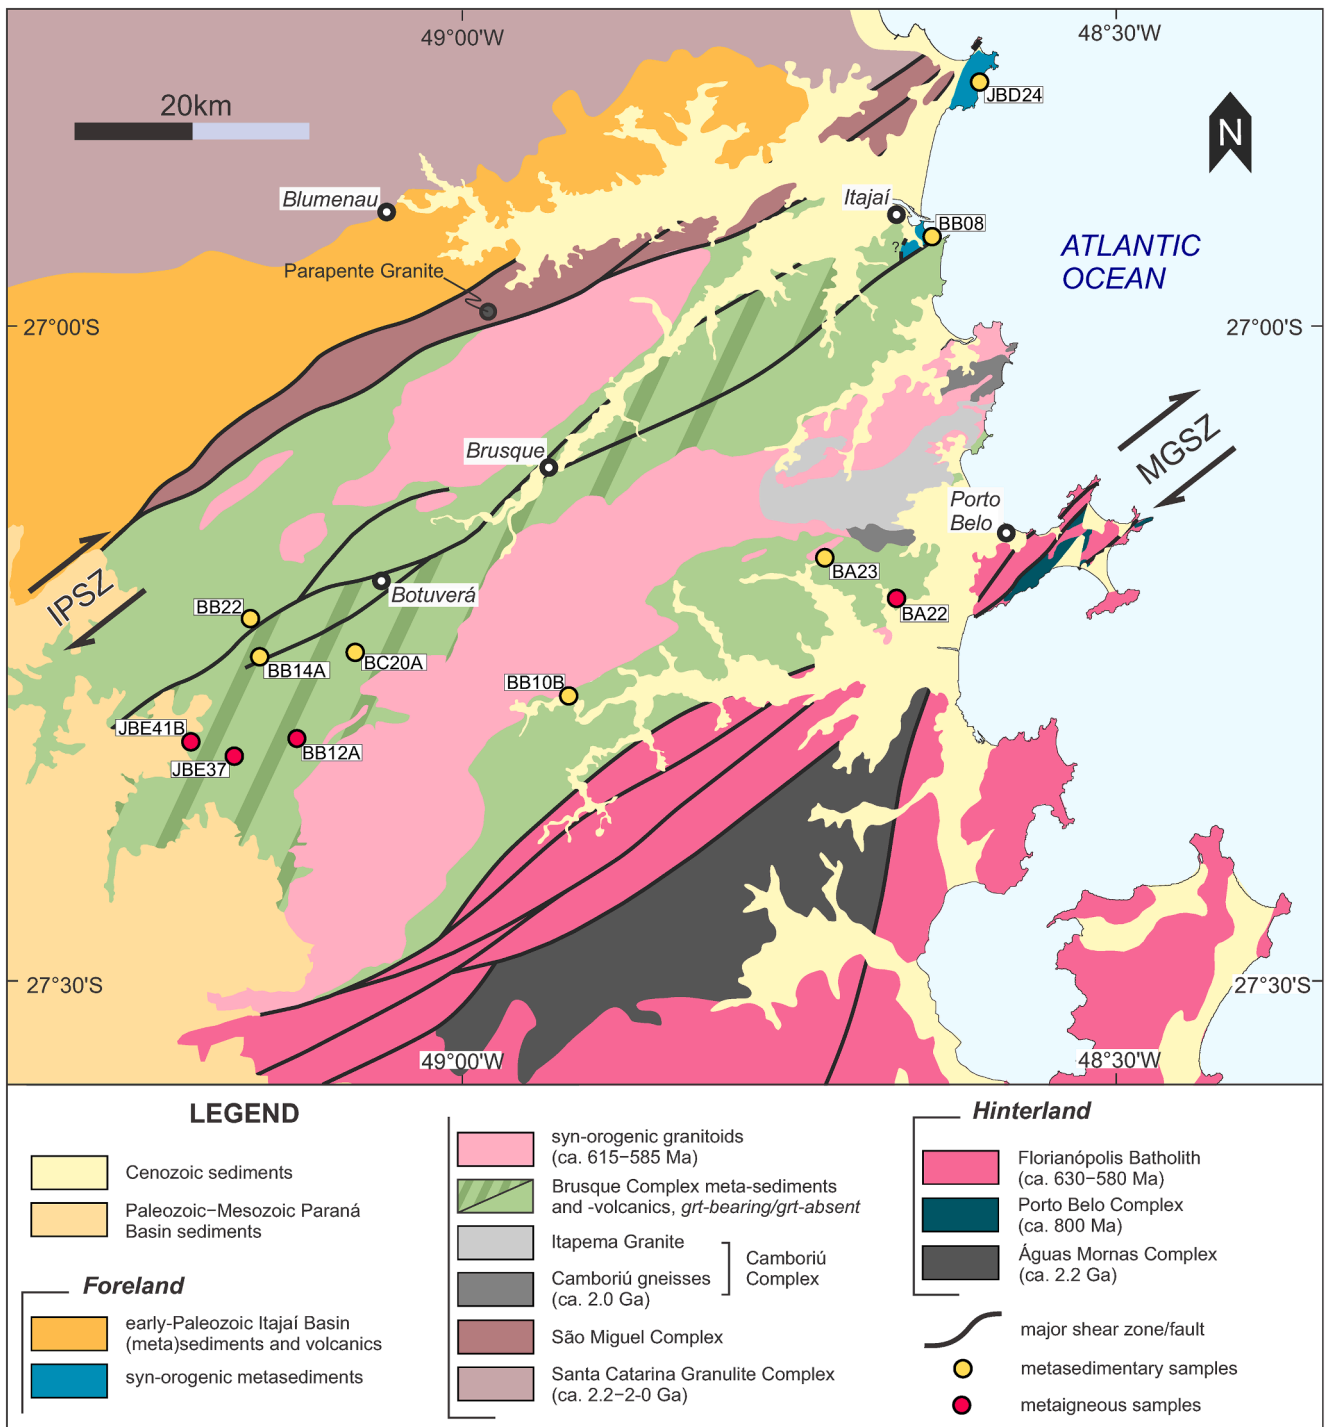 49°00'W
48°30'W
20km
JBD24
N
Blumenau
Itajaí
BB08
?
ATLANTIC
OCEAN
Parapente Granite
27°00'S
27°00'S
MGSZ
Brusque
Porto
Belo
IPSZ
BA23
BB22
Botuverá
BA22
BB14A
BC20A
BB10B
JBE41B
BB12A
JBE37
27°30'S
27°30'S
49°00'W
48°30'W
LEGEND
Cenozoic sediments
Paleozoic–Mesozoic Paraná
Basin sediments
Foreland
early-Paleozoic Itajaí Basin
(meta)sediments and volcanics
syn-orogenic metasediments
syn-orogenic granitoids
(ca. 615–585 Ma)
Brusque Complex meta-sediments
and -volcanics, grt-bearing/grt-absent
Itapema Granite
Camboriú gneisses
(ca. 2.0 Ga)
Camboriú
Complex
São Miguel Complex
Santa Catarina Granulite Complex
(ca. 2.2–2-0 Ga)
Hinterland
Florianópolis Batholith
(ca. 630–580 Ma)
Porto Belo Complex
(ca. 800 Ma)
Águas Mornas Complex
(ca. 2.2 Ga)
major shear zone/fault
metasedimentary samples
metaigneous samples